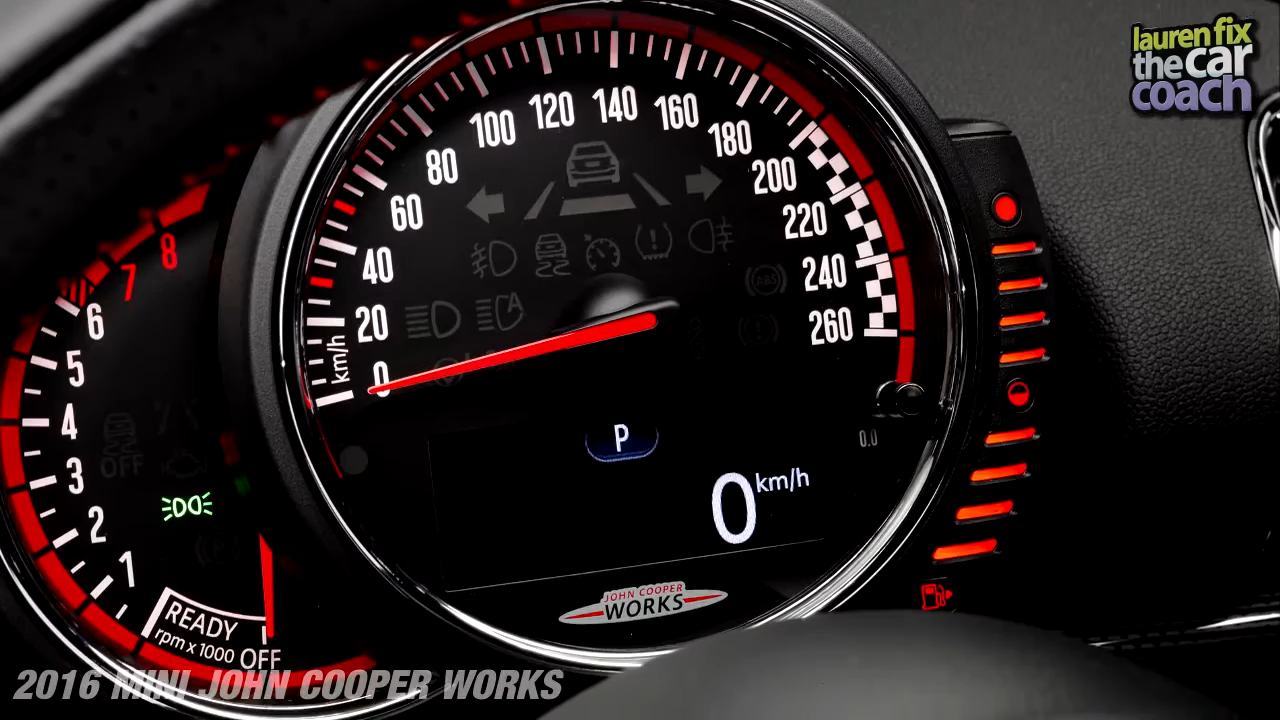 lauren fix
the car
coach
100 120 140 160
80 180
60 200
40 220
20 240
0 260
km/h
8
7
6
5
4
3
2
1
OFF
READY
rpm x 1000 OFF
P
0 km/h
0.0
ABS
A
JOHN COOPER
WORKS
2016 MINI JOHN COOPER WORKS